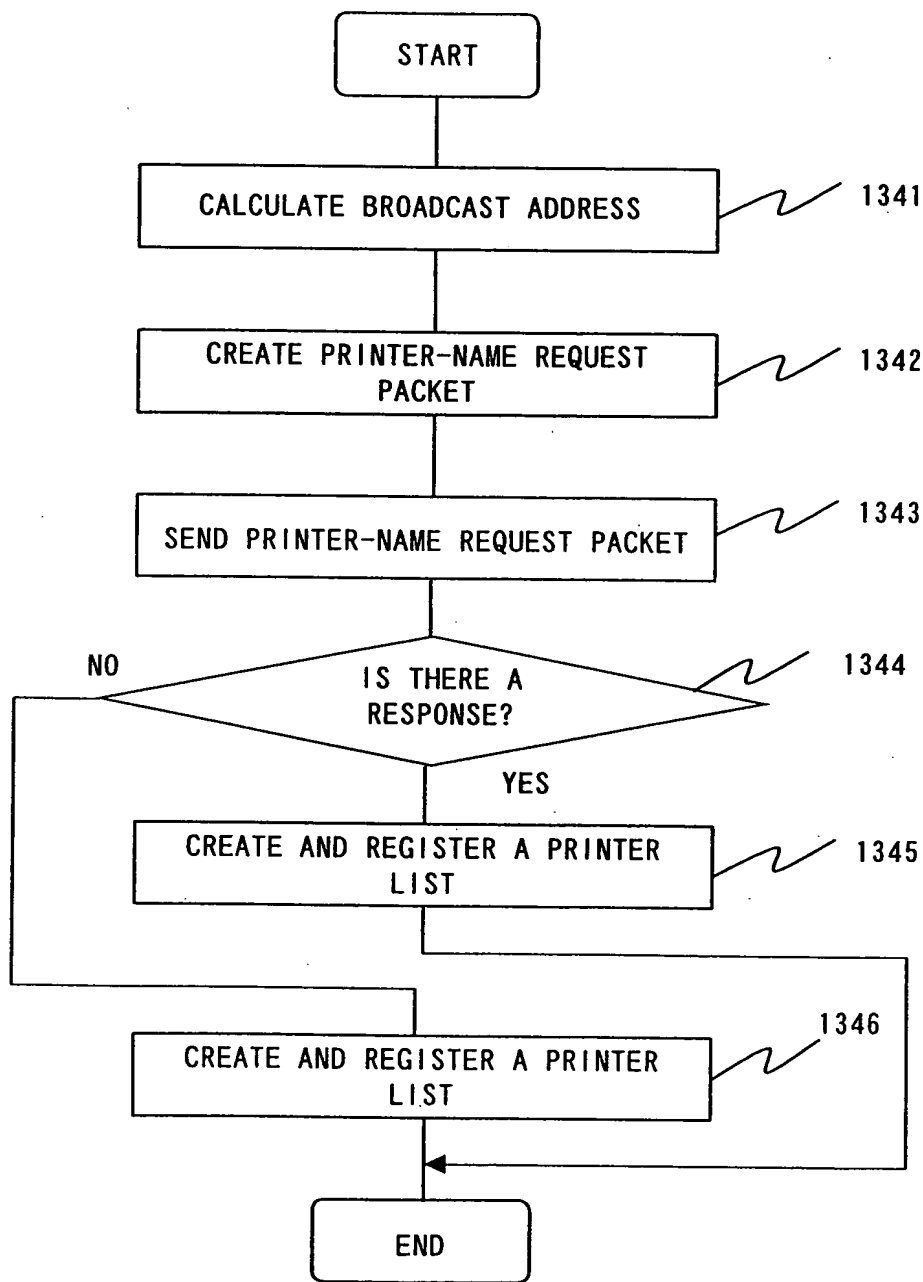 START
CALCULATE BROADCAST ADDRESS
1341
CREATE PRINTER-NAME REQUEST
PACKET
1342
SEND PRINTER-NAME REQUEST PACKET
1343
NO
IS THERE A
RESPONSE?
1344
YES
CREATE AND REGISTER A PRINTER
LIST
1345
1346
CREATE AND REGISTER A PRINTER
LIST
END